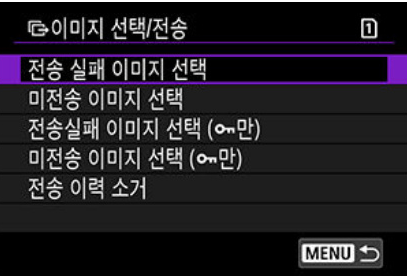 이미지 선택/전송 1
전송 실패 이미지 선택
미전송 이미지 선택
전송실패 이미지 선택 (만)
미전송 이미지 선택 (만)
전송 이력 소거
MENU